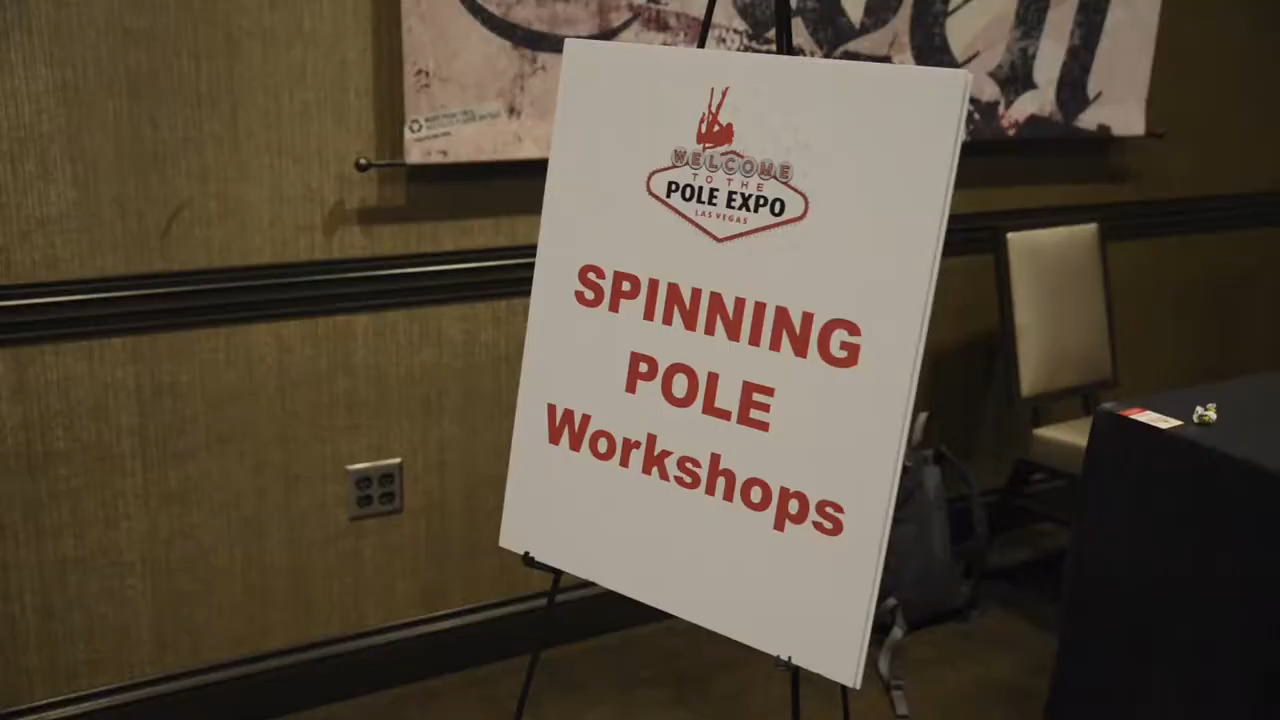 WELCOME
TO THE
POLE EXPO
LAS VEGAS
SPINNING
POLE
Workshops